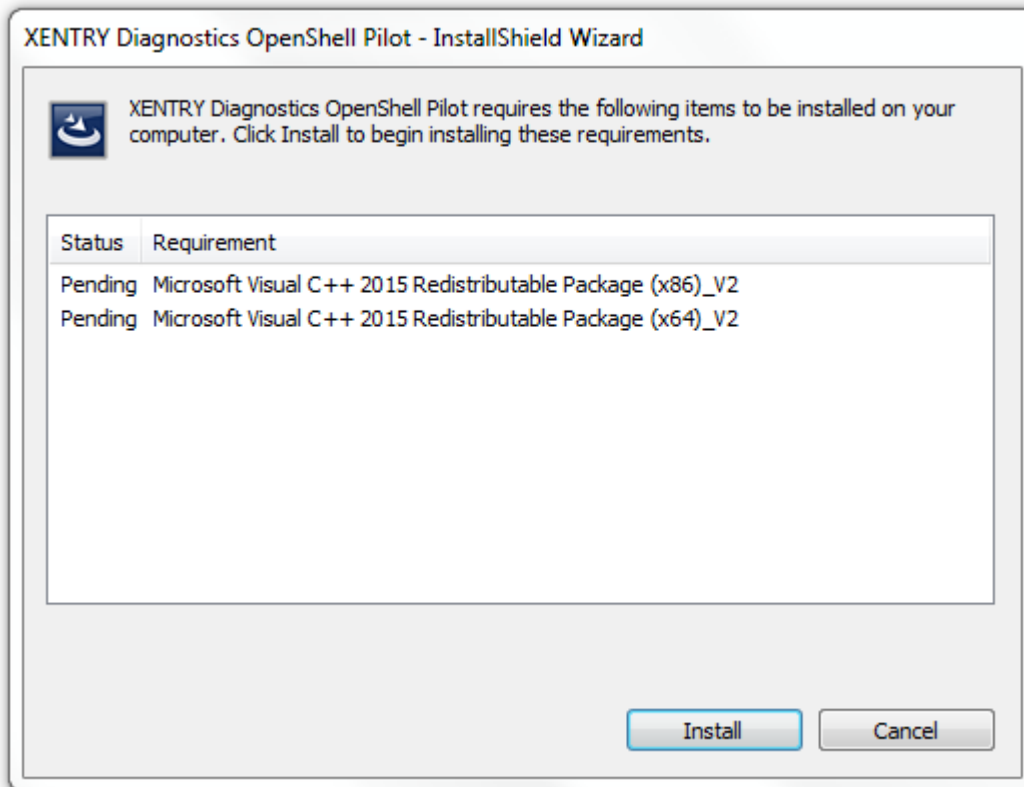 XENTRY Diagnostics OpenShell Pilot - InstallShield Wizard
XENTRY Diagnostics OpenShell Pilot requires the following items to be installed on your
computer. Click Install to begin installing these requirements.
Status Requirement
Pending Microsoft Visual C++ 2015 Redistributable Package (x86)_V2
Pending Microsoft Visual C++ 2015 Redistributable Package (x64)_V2
Install Cancel